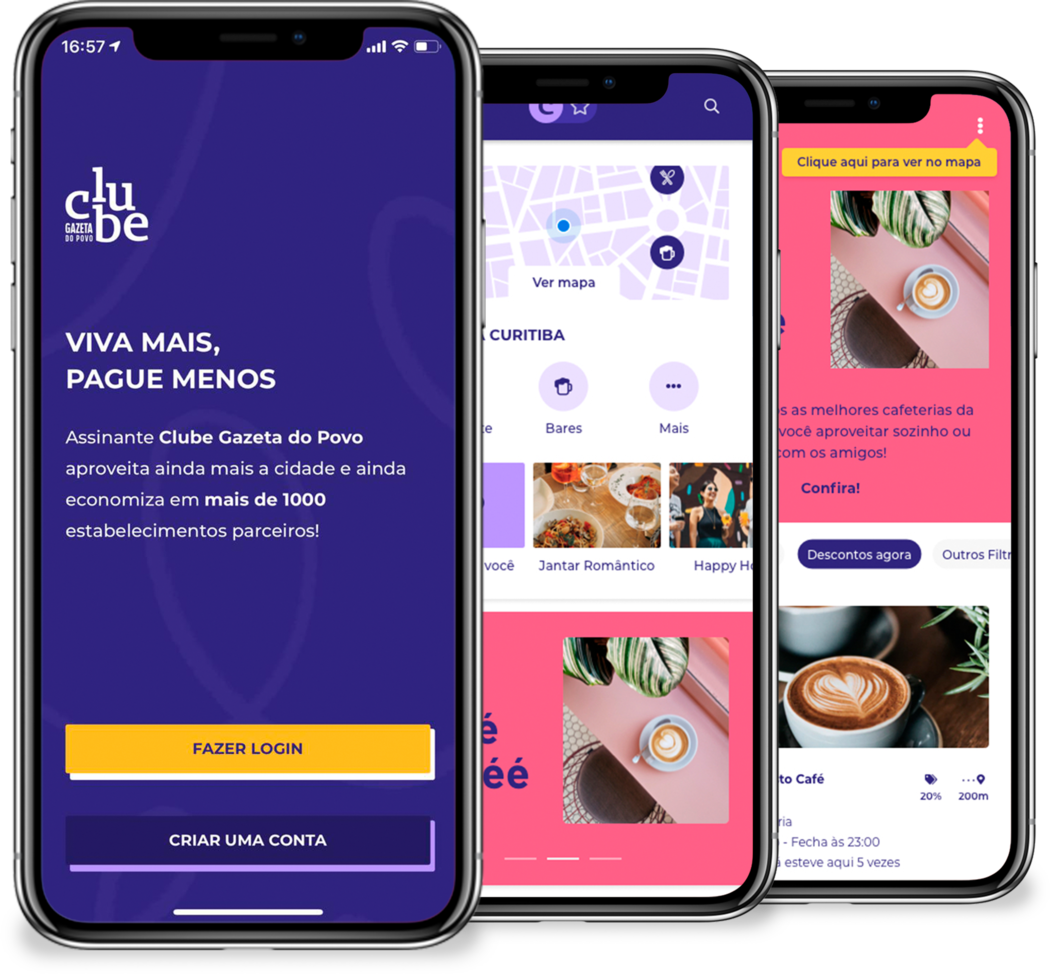 16:57
clube
GAZETA
DO POVO
VIVA MAIS,
PAGUE MENOS
Assinante Clube Gazeta do Povo
aproveita ainda mais a cidade e ainda
economiza em mais de 1000
estabelecimentos parceiros!
FAZER LOGIN
CRIAR UMA CONTA
C
Ver mapa
CURITIBA
Bares
Mais
você
Jantar Romântico
Happy
é
éé
Clique aqui para ver no mapa
as melhores cafeterias da
você aproveitar sozinho ou
com os amigos!
Confira!
Descontos agora
Outros Filtr
to Café
20%
200m
ria
- Fecha às 23:00
esteve aqui 5 vezes